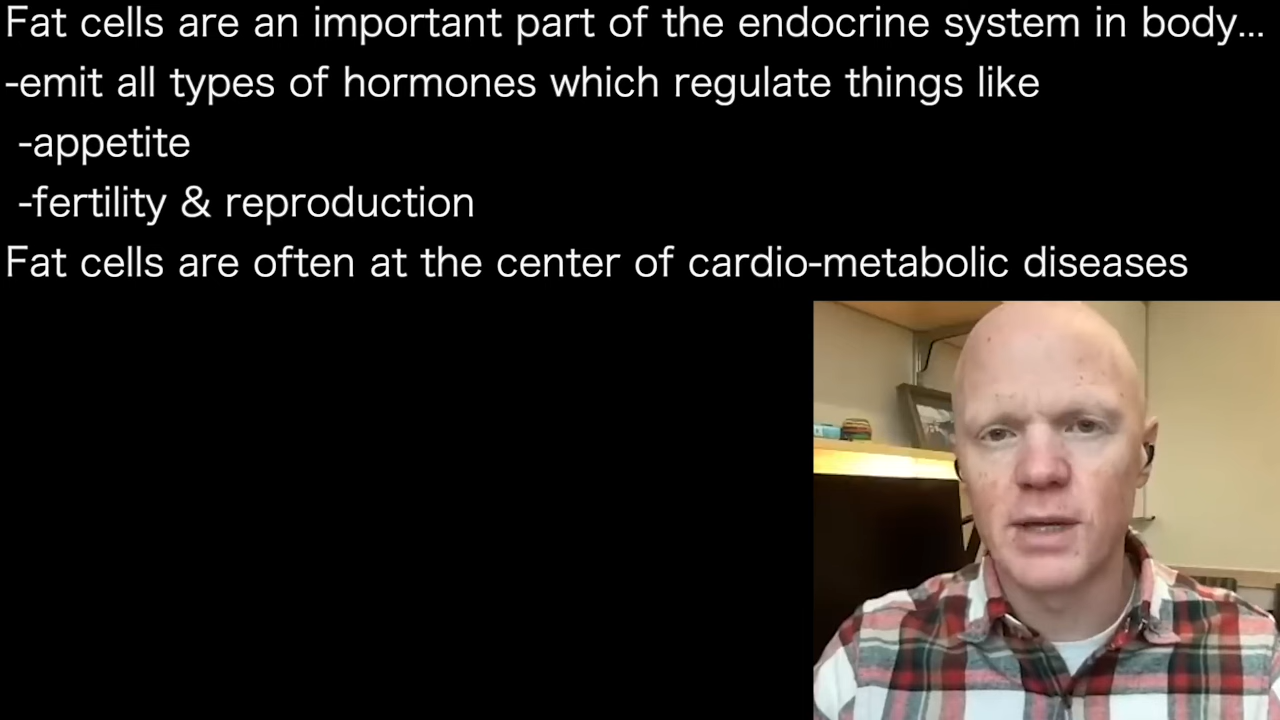 Fat cells are an important part of the endocrine system in body...
-emit all types of hormones which regulate things like
-appetite
-fertility & reproduction
Fat cells are often at the center of cardio-metabolic diseases